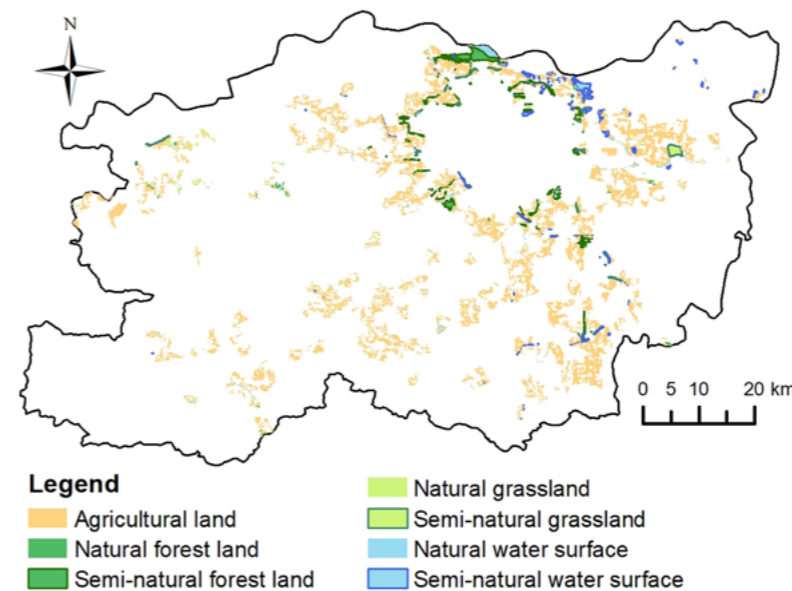 N
0 5 10 20 km
Legend
Agricultural land
Natural forest land
Semi-natural forest land
Natural grassland
Semi-natural grassland
Natural water surface
Semi-natural water surface